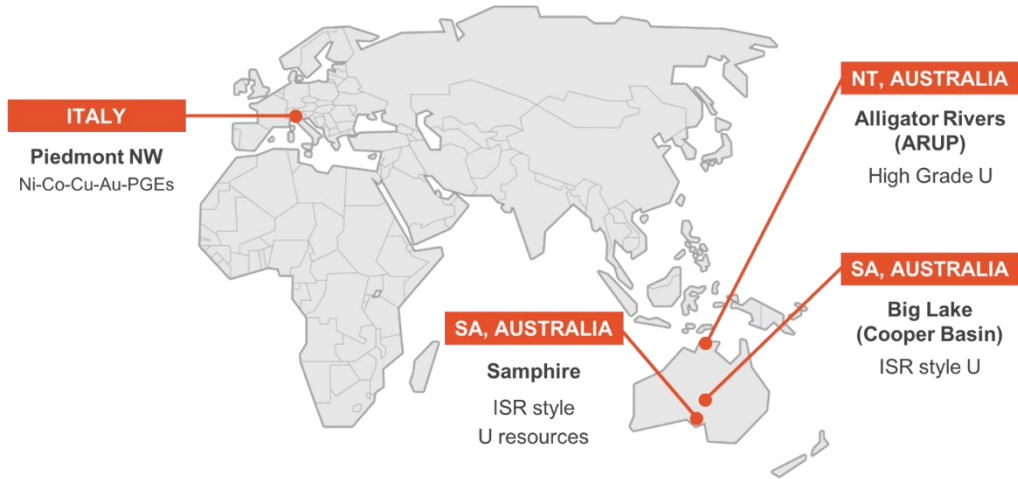 ITALY
Piedmont NW
Ni-Co-Cu-Au-PGEs
NT, AUSTRALIA
Alligator Rivers
(ARUP)
High Grade U
SA, AUSTRALIA
Big Lake
(Cooper Basin)
ISR style U
SA, AUSTRALIA
Samphire
ISR style
U resources